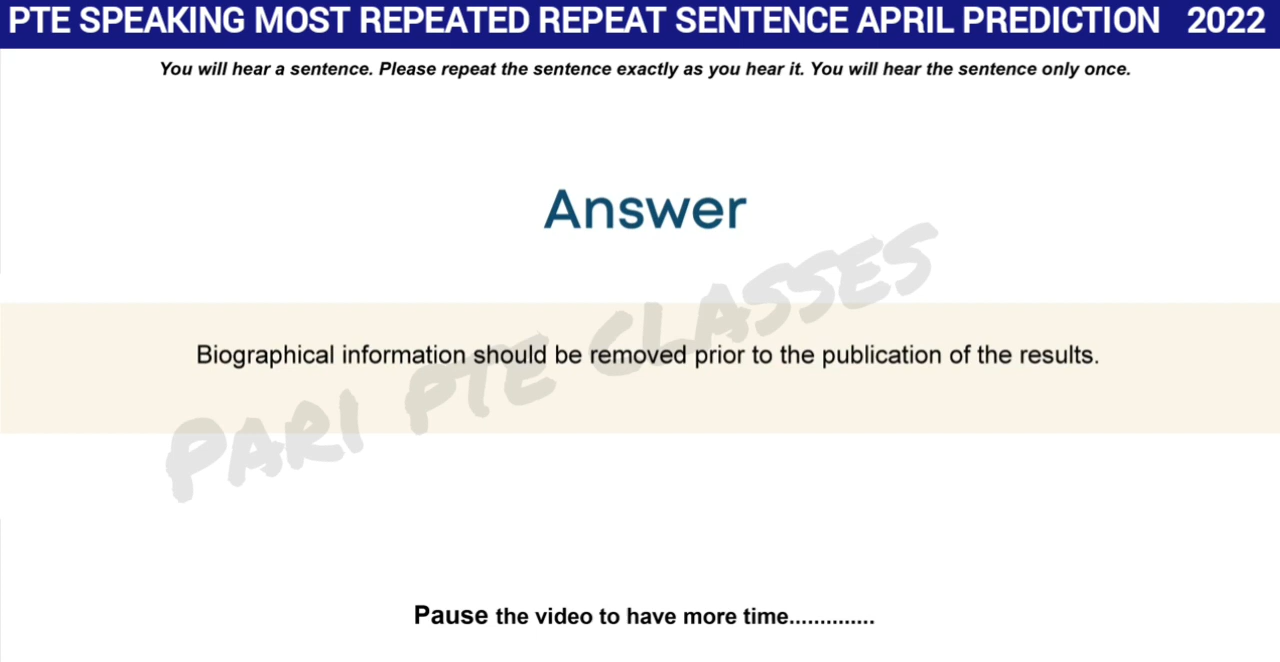 PTE SPEAKING MOST REPEATED REPEAT SENTENCE APRIL PREDICTION 2022
You will hear a sentence. Please repeat the sentence exactly as you hear it. You will hear the sentence only once.
Answer
Biographical information should be removed prior to the publication of the results.
PARI PTE CLASSES
Pause the video to have more time..............